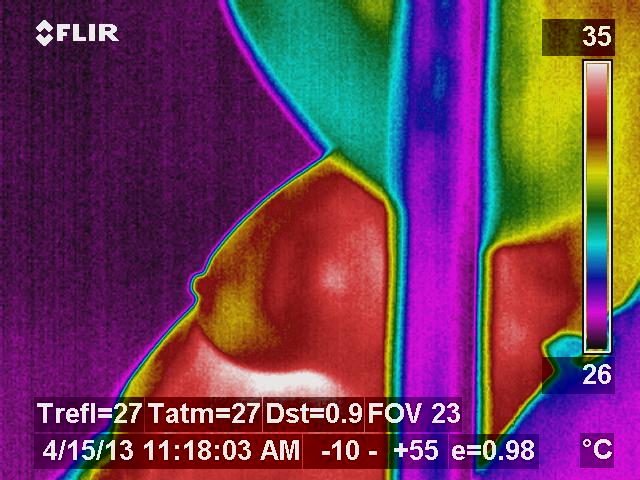 FLIR
35
26
Trefl=27 Tatm=27 Dst=0.9 FOV 23
4/15/13 11:18:03 AM -10 - +55 e=0.98 °C